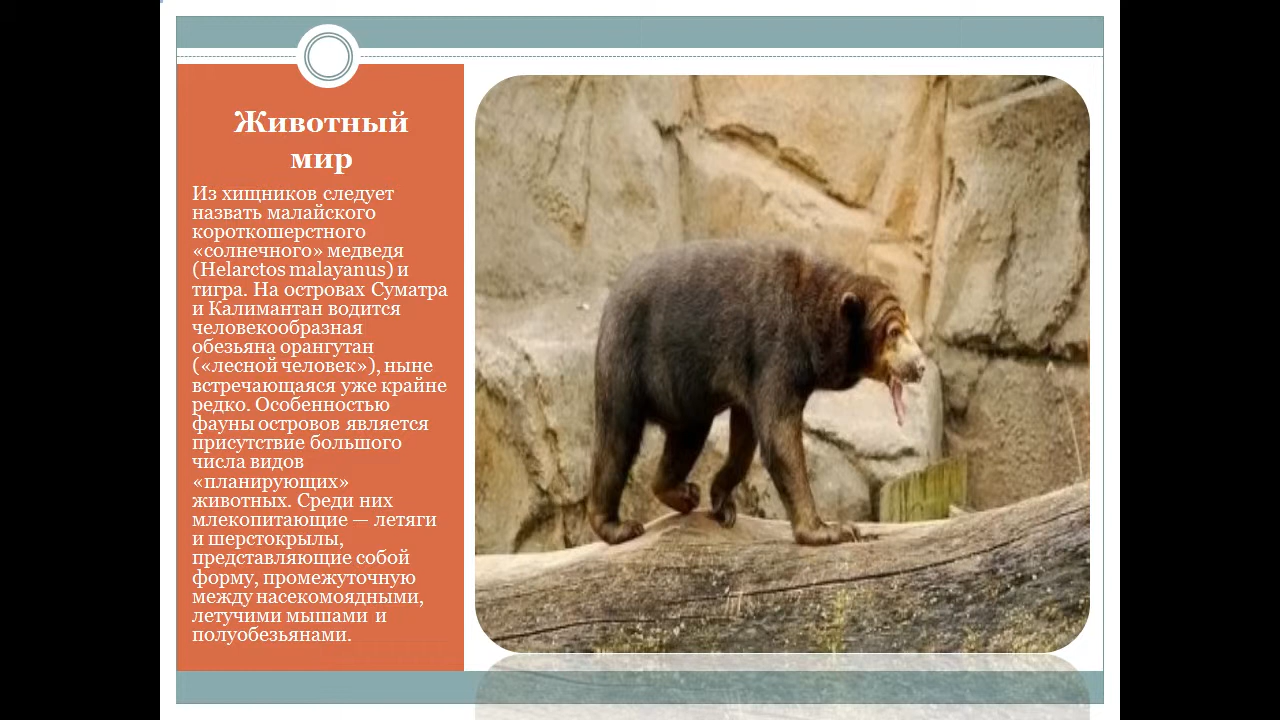 Животный
мир
Из хищников следует
назвать малайского
короткошерстного
«солнечного» медведя
(Helarctos malayanus) и
тигра. На островах Суматра
и Калимантан водится
человекообразная
обезьяна орангутан
(«лесной человек»), ныне
встречающаяся уже крайне
редко. Особенностью
фауны островов является
присутствие большого
числа видов
«планирующих»
животных. Среди них
млекопитающие — летяги
и шерстокрылы,
представляющие собой
форму, промежуточную
между насекомоядными,
летучими мышами и
полуобезьянами.